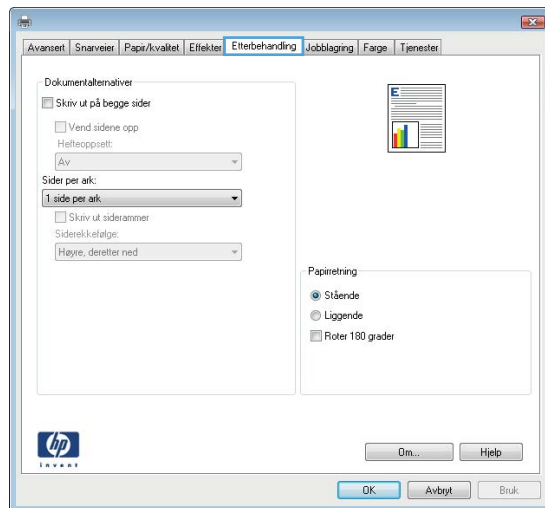 Avansert Snarveier Papir/kvalitet Effekter Etterbehandling Jobblagring Farge Tjenester
Dokumentalternativer
Skriv ut på begge sider
Vend sidene opp
Hefteoppsett:
Av
Sider per ark:
1 side per ark
Skriv ut siderammer
Siderekkefølge:
Høyre, deretter ned
E
Papirretning
Stående
Liggende
Roter 180 grader
hp
invent
Om...
Hjelp
OK
Avbryt
Bruk